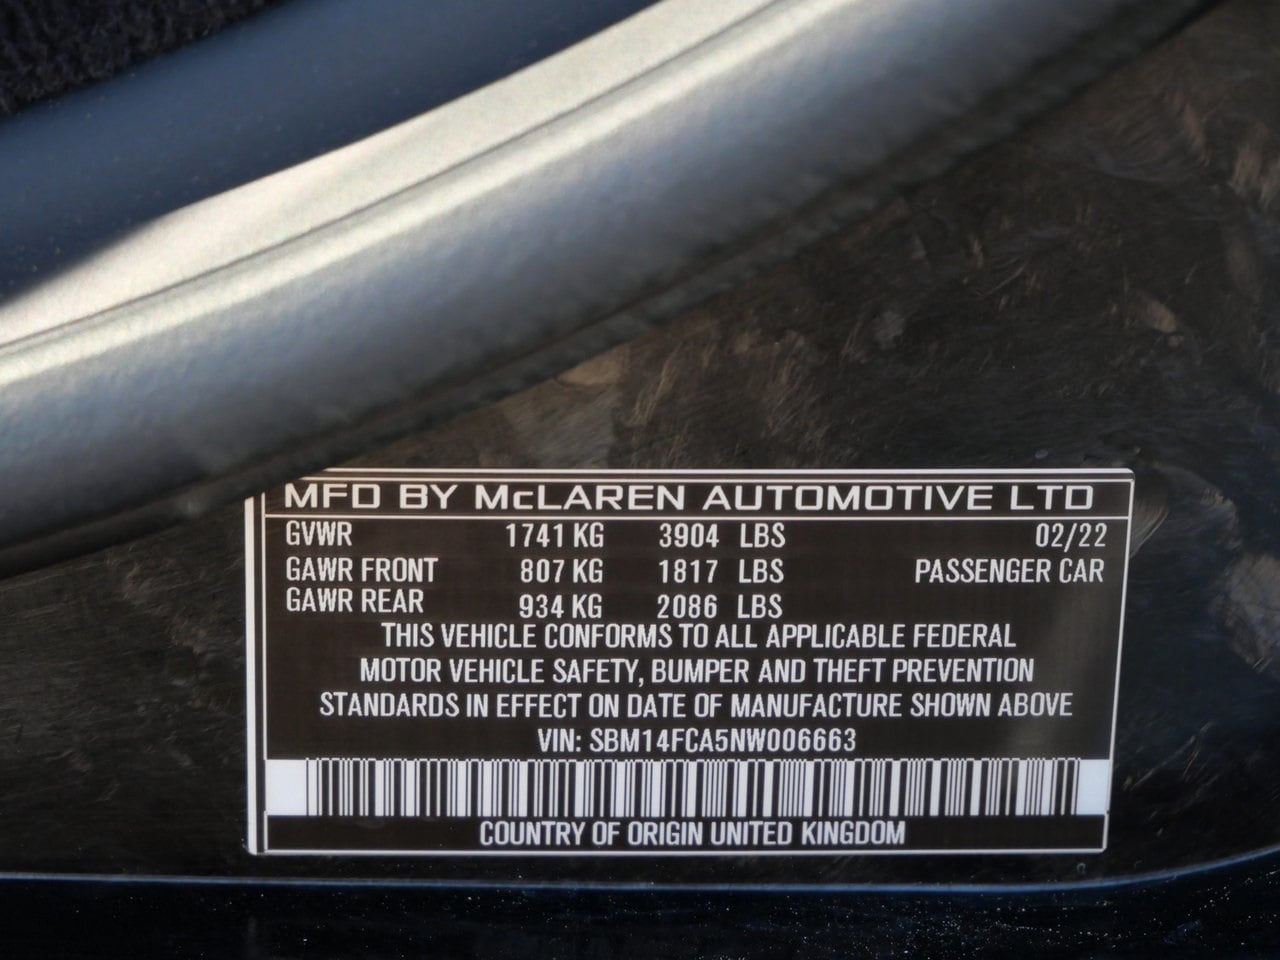 MFD BY McLAREN AUTOMOTIVE LTD
GVWR 1741 KG 3904 LBS 02/22
GAWR FRONT 807 KG 1817 LBS PASSENGER CAR
GAWR REAR 934 KG 2086 LBS
THIS VEHICLE CONFORMS TO ALL APPLICABLE FEDERAL
MOTOR VEHICLE SAFETY, BUMPER AND THEFT PREVENTION
STANDARDS IN EFFECT ON DATE OF MANUFACTURE SHOWN ABOVE
VIN: SBM14FCA5NW006663
COUNTRY OF ORIGIN UNITED KINGDOM